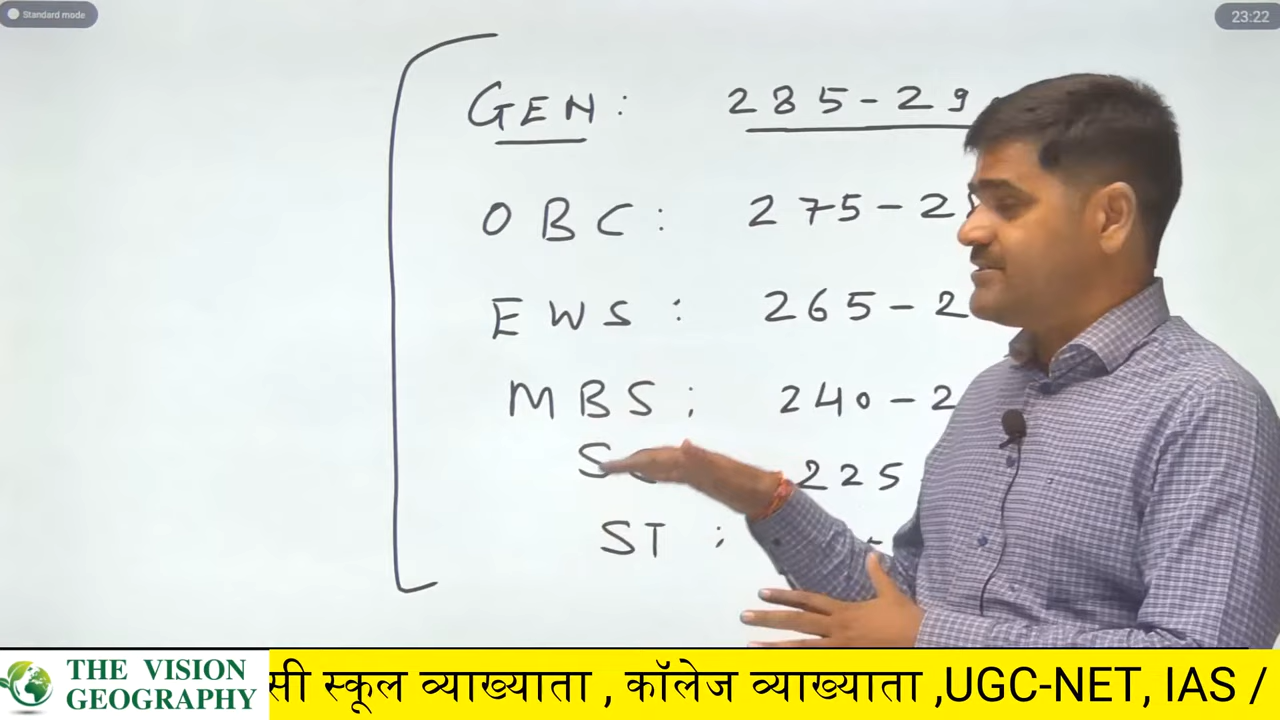 Standard mode
23:22
GEN: 285-29
OBC: 275-2
EWS: 265-2
MBS: 240-2
225
ST :
THE VISION
GEOGRAPHY
सी स्कूल व्याख्याता , कॉलेज व्याख्याता ,UGC-NET, IAS /